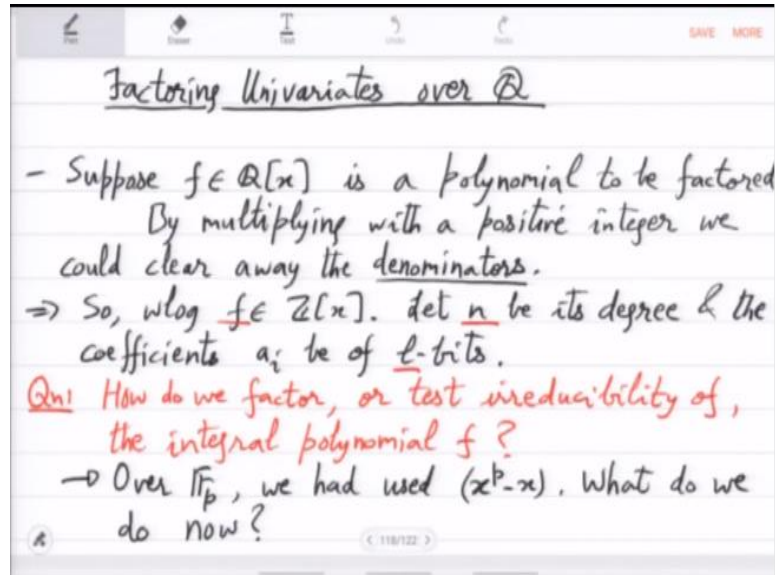 Pen Eraser Text Undo Redo SAVE MORE
Factoring Univariates over ℚ
- Suppose f ∈ ℚ[x] is a polynomial to be factored
By multiplying with a positive integer we
could clear away the denominators.
=> So, wlog f ∈ ℤ[x]. Let n be its degree & the
coefficients aᵢ be of l-bits.
Qn: How do we factor, or test irreducibility of,
the integral polynomial f ?
→ Over 𝔽ₚ, we had used (xᵖ-x). What do we
do now?
< 118/122 >